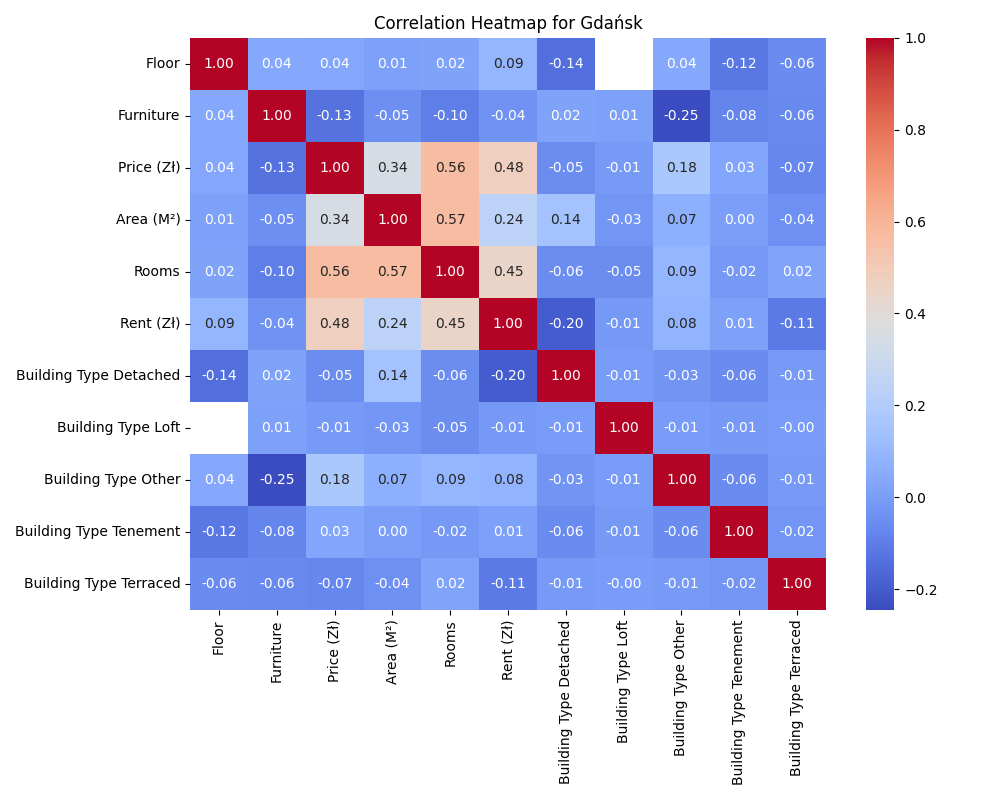 Correlation Heatmap for Gdańsk
Floor 1.00 0.04 0.04 0.01 0.02 0.09 -0.14 0.04 -0.12 -0.06
Furniture 0.04 1.00 -0.13 -0.05 -0.10 -0.04 0.02 0.01 -0.25 -0.08 -0.06
Price (Zł) 0.04 -0.13 1.00 0.34 0.56 0.48 -0.05 -0.01 0.18 0.03 -0.07
Area (M²) 0.01 -0.05 0.34 1.00 0.57 0.24 0.14 -0.03 0.07 0.00 -0.04
Rooms 0.02 -0.10 0.56 0.57 1.00 0.45 -0.06 -0.05 0.09 -0.02 0.02
Rent (Zł) 0.09 -0.04 0.48 0.24 0.45 1.00 -0.20 -0.01 0.08 0.01 -0.11
Building Type Detached -0.14 0.02 -0.05 0.14 -0.06 -0.20 1.00 -0.01 -0.03 -0.06 -0.01
Building Type Loft 0.01 -0.01 -0.03 -0.05 -0.01 -0.01 1.00 -0.01 -0.01 -0.00
Building Type Other 0.04 -0.25 0.18 0.07 0.09 0.08 -0.03 -0.01 1.00 -0.06 -0.01
Building Type Tenement -0.12 -0.08 0.03 0.00 -0.02 0.01 -0.06 -0.01 -0.06 1.00 -0.02
Building Type Terraced -0.06 -0.06 -0.07 -0.04 0.02 -0.11 -0.01 -0.00 -0.01 -0.02 1.00
Floor
Furniture
Price (Zł)
Area (M²)
Rooms
Rent (Zł)
Building Type Detached
Building Type Loft
Building Type Other
Building Type Tenement
Building Type Terraced
1.0
0.8
0.6
0.4
0.2
0.0
−0.2